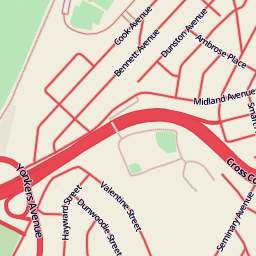 Cook Avenue
Bennett Avenue
Dunston Avenue
Ambrose Place
Midland Avenue
Cross Co
Yonkers Avenue
Hayward Street
Dunwoodie Street
Valentine Street
Seminary Avenue